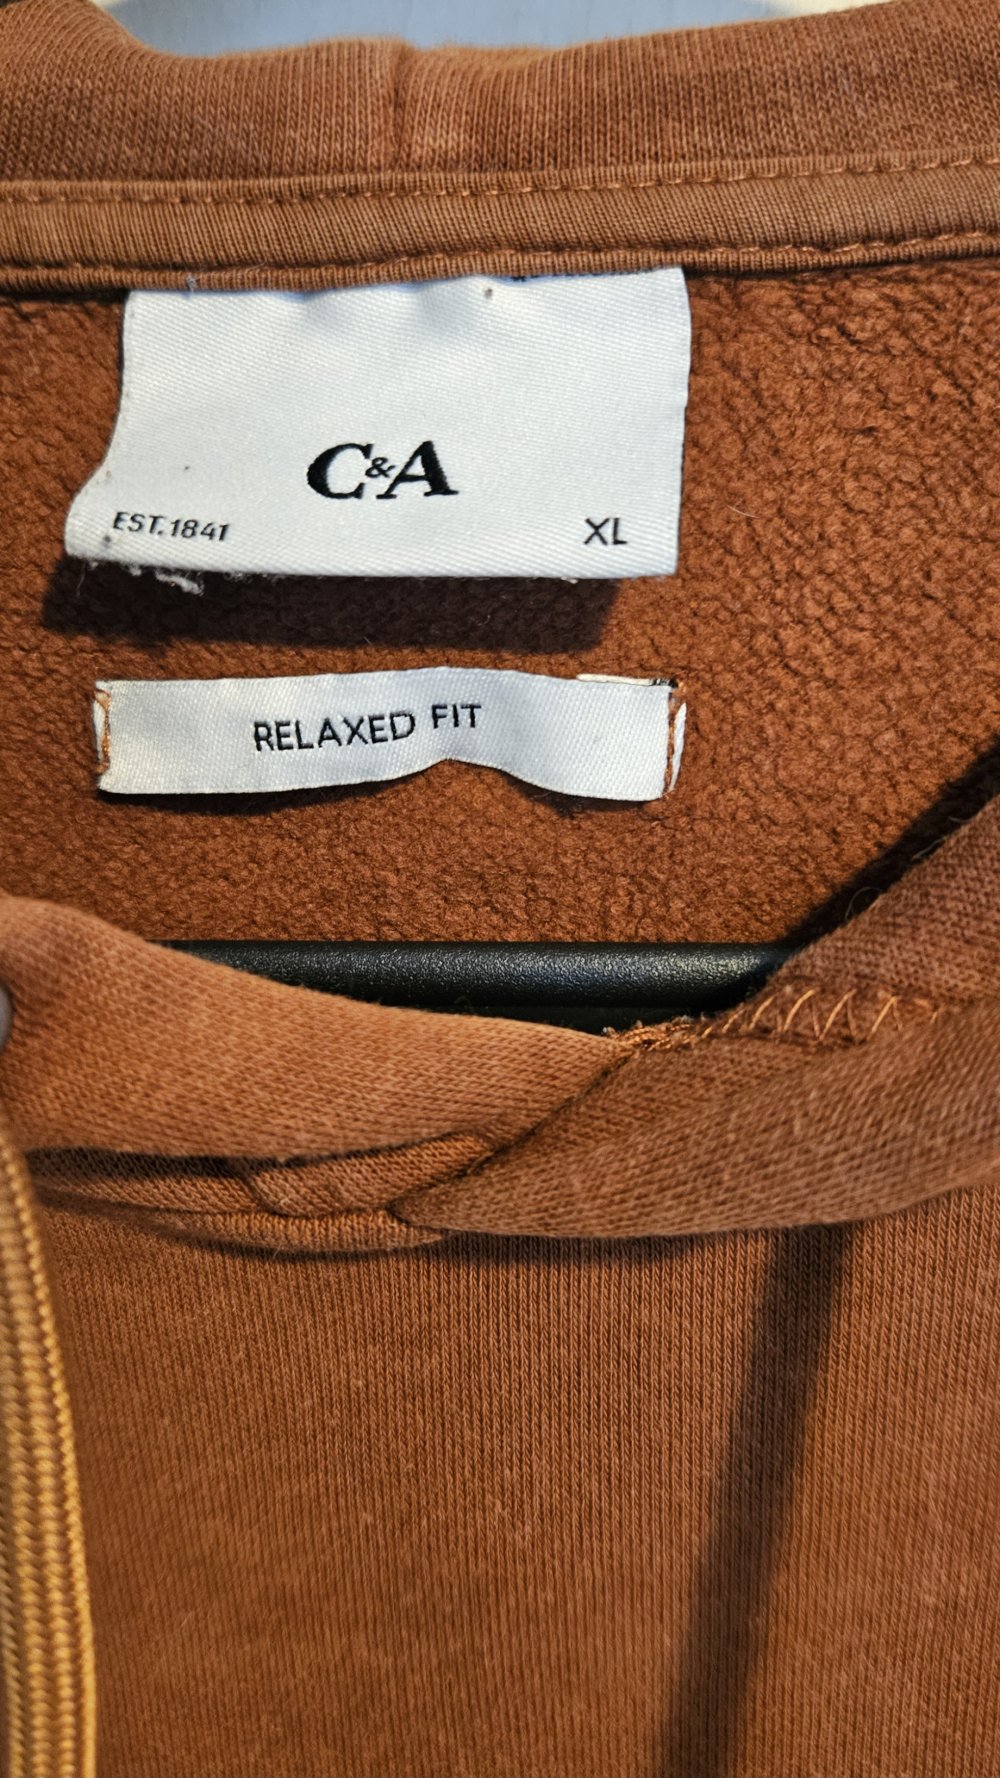 C&A
EST.1841 XL
RELAXED FIT